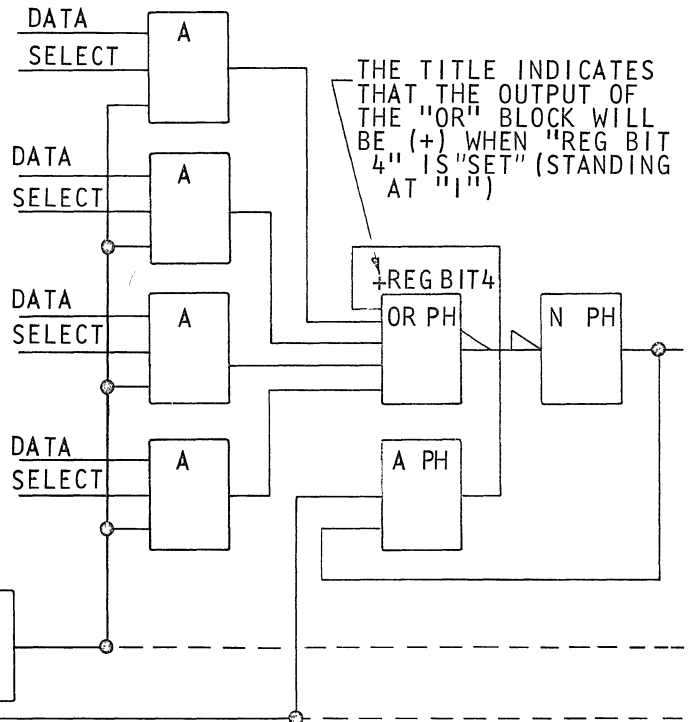 DATA
A
SELECT
THE TITLE INDICATES
THAT THE OUTPUT OF
THE "OR" BLOCK WILL
BE (+) WHEN "REG BIT
4" IS "SET" (STANDING
AT "1")
DATA
A
SELECT
+REG BIT4
DATA
A
SELECT
OR PH
N PH
DATA
A
SELECT
A PH